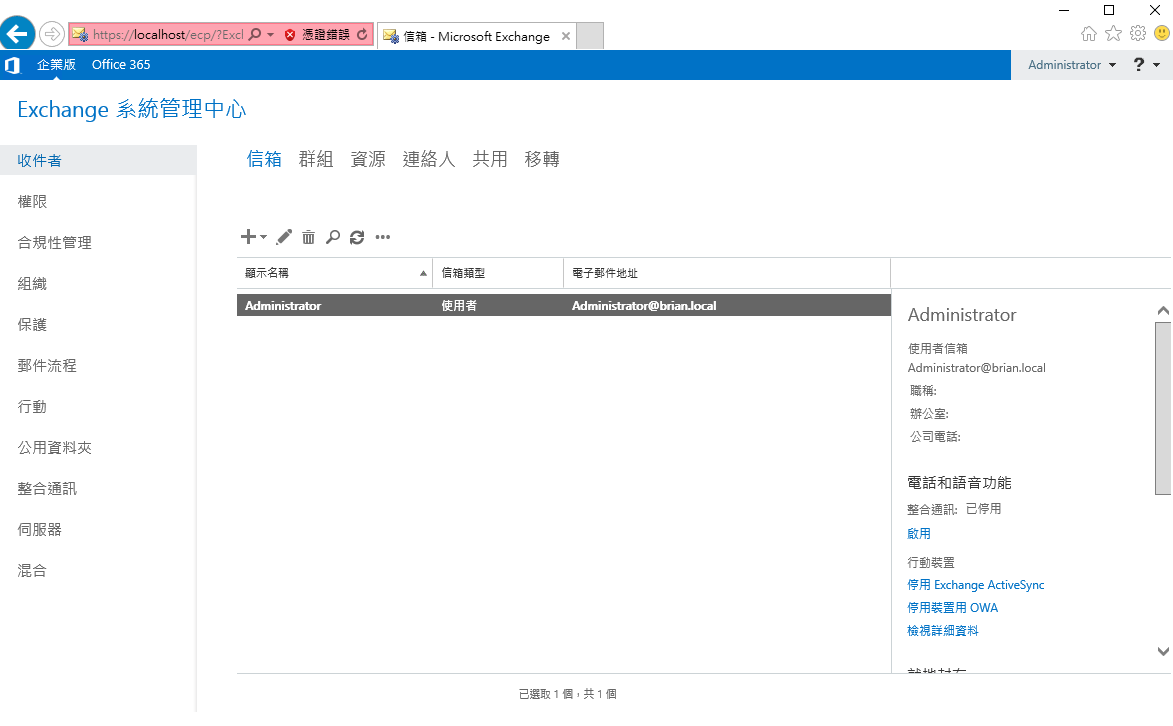 https://localhost/ecp/?Excl 憑證錯誤 信箱 - Microsoft Exchange
企業版 Office 365 Administrator ?
Exchange 系統管理中心
收件者
權限
合規性管理
組織
保護
郵件流程
行動
公用資料夾
整合通訊
伺服器
混合
信箱 群組 資源 連絡人 共用 移轉
顯示名稱 信箱類型 電子郵件地址
Administrator 使用者 Administrator@brian.local
Administrator
使用者信箱
Administrator@brian.local
職稱:
辦公室:
公司電話:
電話和語音功能
整合通訊: 已停用
啟用
行動裝置
停用 Exchange ActiveSync
停用裝置用 OWA
檢視詳細資料
已選取 1 個，共 1 個